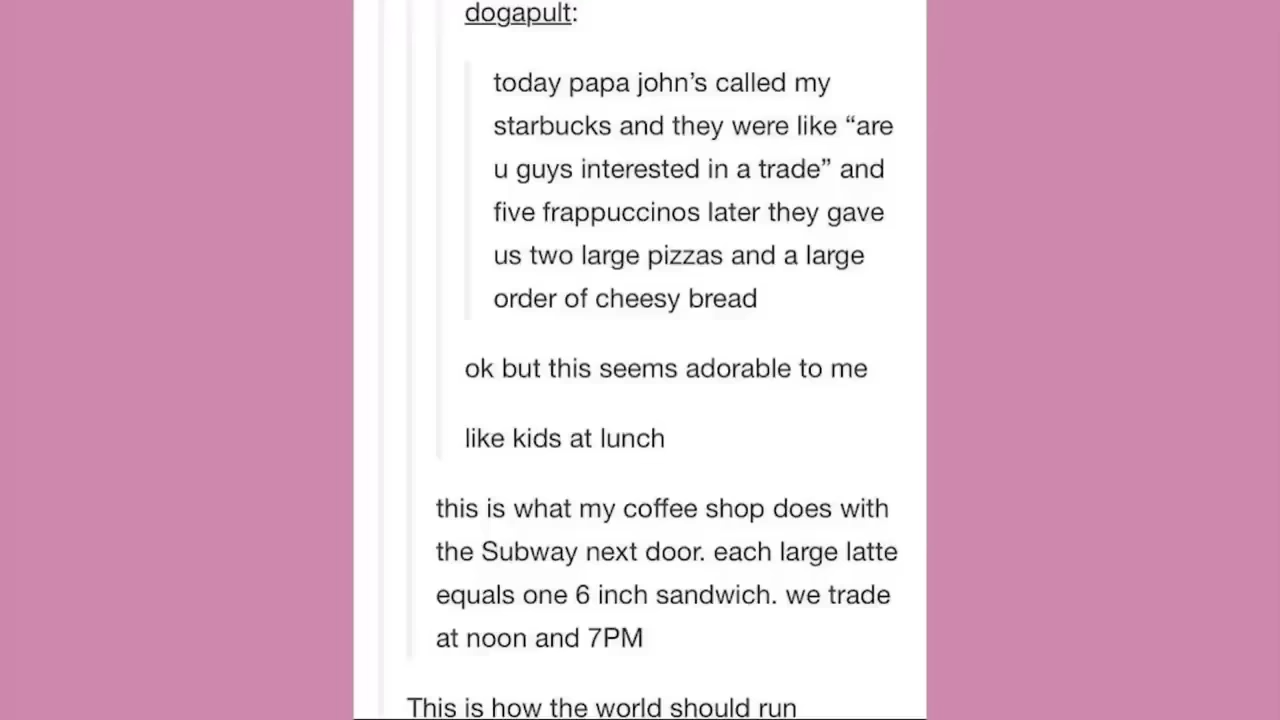 dogapult:
today papa john’s called my
starbucks and they were like “are
u guys interested in a trade” and
five frappuccinos later they gave
us two large pizzas and a large
order of cheesy bread
ok but this seems adorable to me
like kids at lunch
this is what my coffee shop does with
the Subway next door. each large latte
equals one 6 inch sandwich. we trade
at noon and 7PM
This is how the world should run